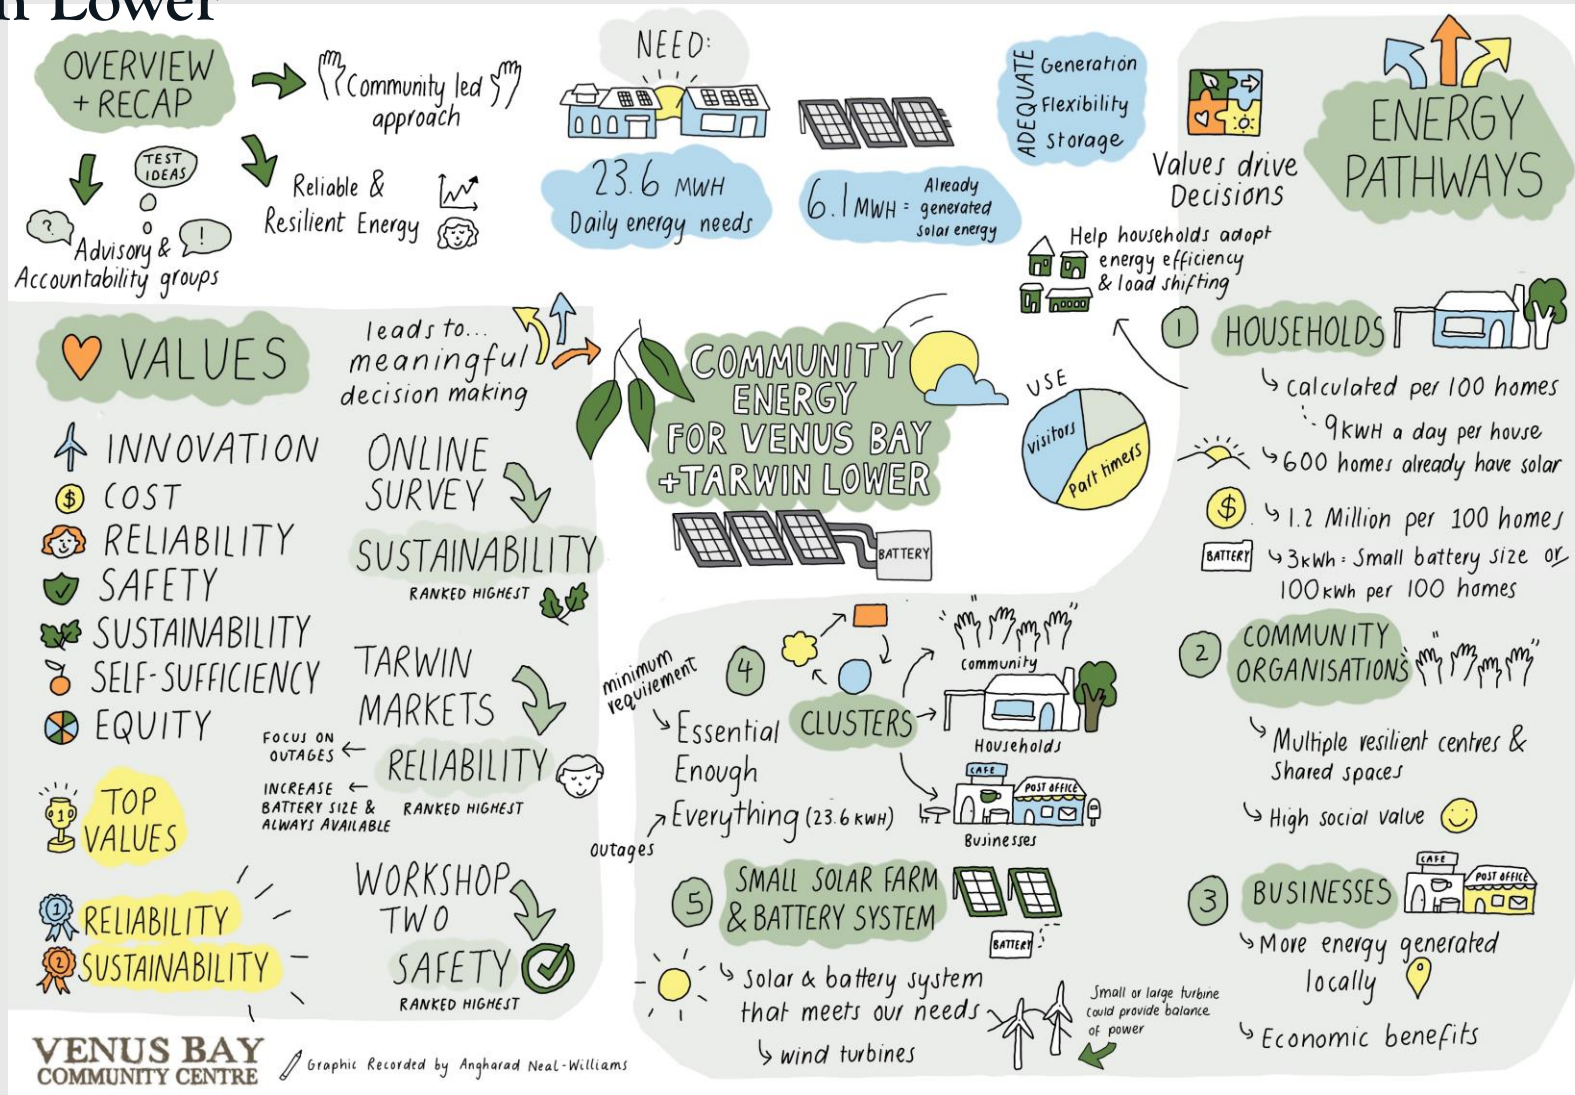 n Lower
OVERVIEW
+ RECAP
Community led
approach
Reliable &
Resilient Energy
TEST
IDEAS
?
!
Advisory &
Accountability groups
NEED:
23.6 MWH
Daily energy needs
6.1 MWH =
Already
generated
solar energy
ADEQUATE
Generation
Flexibility
Storage
Values drive
Decisions
ENERGY
PATHWAYS
Help households adopt
energy efficiency
& load shifting
VALUES
leads to...
meaningful
decision making
INNOVATION
$ COST
RELIABILITY
SAFETY
SUSTAINABILITY
SELF-SUFFICIENCY
EQUITY
1
TOP
VALUES
1 RELIABILITY
2 SUSTAINABILITY
ONLINE
SURVEY
SUSTAINABILITY
RANKED HIGHEST
TARWIN
MARKETS
RELIABILITY
RANKED HIGHEST
FOCUS ON
OUTAGES
INCREASE
BATTERY SIZE &
ALWAYS AVAILABLE
WORKSHOP
TWO
SAFETY
RANKED HIGHEST
COMMUNITY
ENERGY
FOR VENUS BAY
+TARWIN LOWER
BATTERY
USE
visitors
part timers
1 HOUSEHOLDS
calculated per 100 homes
9KWH a day per house
600 homes already have solar
$
1.2 Million per 100 homes
BATTERY
3kWh = Small battery size or
100kWh per 100 homes
2 COMMUNITY
ORGANISATIONS
Multiple resilient centres &
Shared spaces
High social value
3 BUSINESSES
CAFE
POST OFFICE
More energy generated
locally
Economic benefits
4 CLUSTERS
minimum
requirement
Essential
Enough
Everything (23.6 KWH)
outages
Community
Households
CAFE
POST OFFICE
Businesses
5 SMALL SOLAR FARM
& BATTERY SYSTEM
BATTERY
Solar & battery system
that meets our needs
wind turbines
Small or large turbine
could provide balance
of power
VENUS BAY
COMMUNITY CENTRE
Graphic Recorded by Angharad Neal-Williams